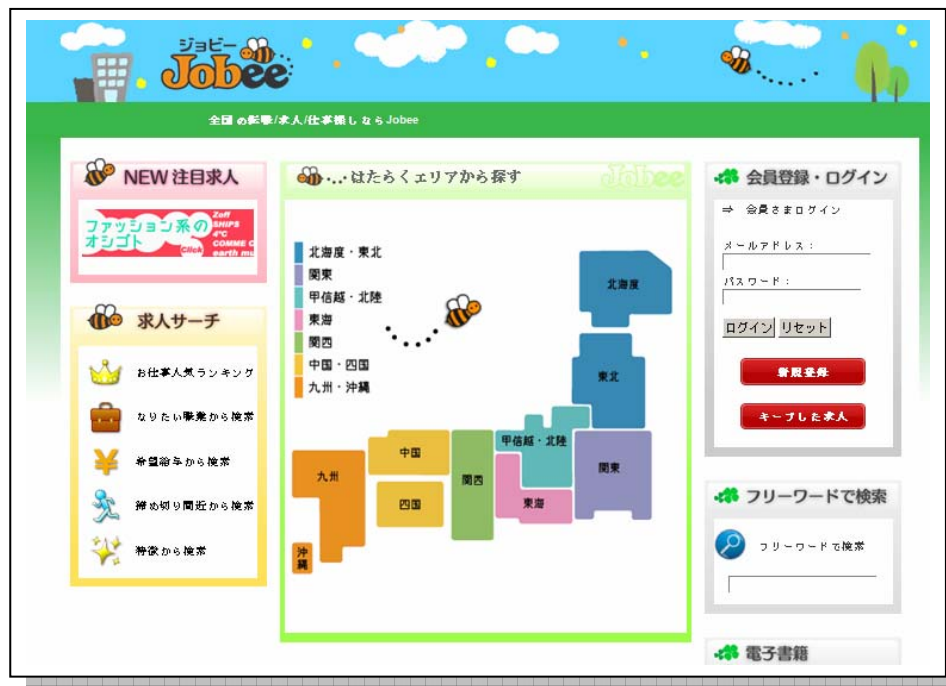 ジョビー
Jobee
全国の転職/求人/仕事探しならJobee
NEW 注目求人
ファッション系の
オシゴト
Click
Zoff
SHIPS
4°C
COMME C
earth mu
求人サーチ
お仕事人気ランキング
なりたい職業から検索
希望給与から検索
締め切り間近から検索
特徴から検索
・・・はたらくエリアから探す
Jobee
北海度・東北
関東
甲信越・北陸
東海
関西
中国・四国
九州・沖縄
北海度
東北
甲信越・北陸
関東
東海
関西
中国
四国
九州
沖縄
会員登録・ログイン
⇒ 会員さまログイン
メールアドレス:
パスワード:
ログイン リセット
新規登録
キープした求人
フリーワードで検索
フリーワードで検索
電子書籍